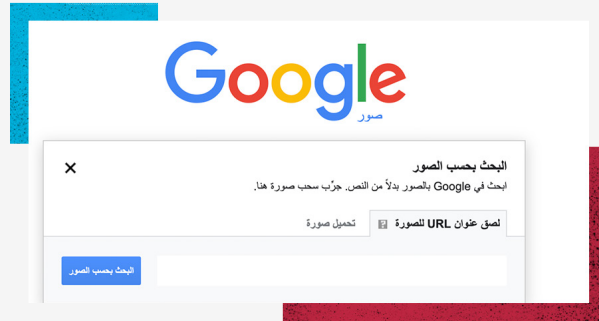 Google
صور
البحث بحسب الصور
ابحث في Google بالصور بدلاً من النص. جرِّب سحب صورة هنا.
لصق عنوان URL للصورة ?
تحميل صورة
البحث بحسب الصور